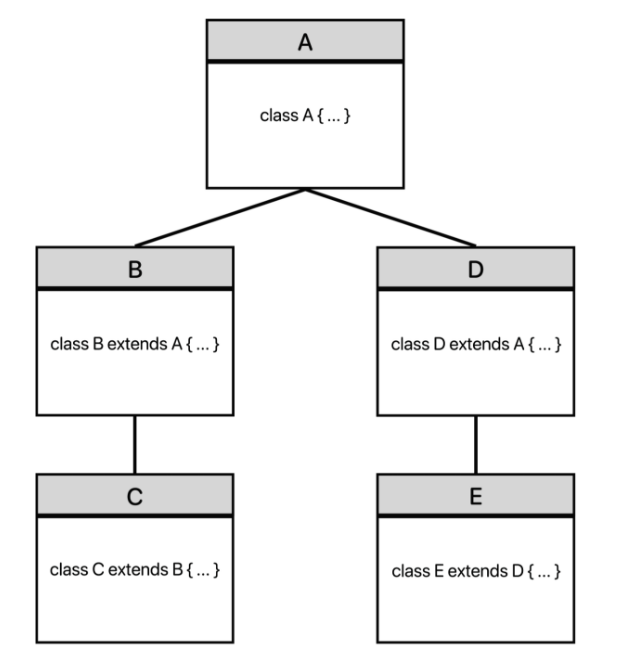 A
class A { ... }
B
class B extends A { ... }
D
class D extends A { ... }
C
class C extends B { ... }
E
class E extends D { ... }